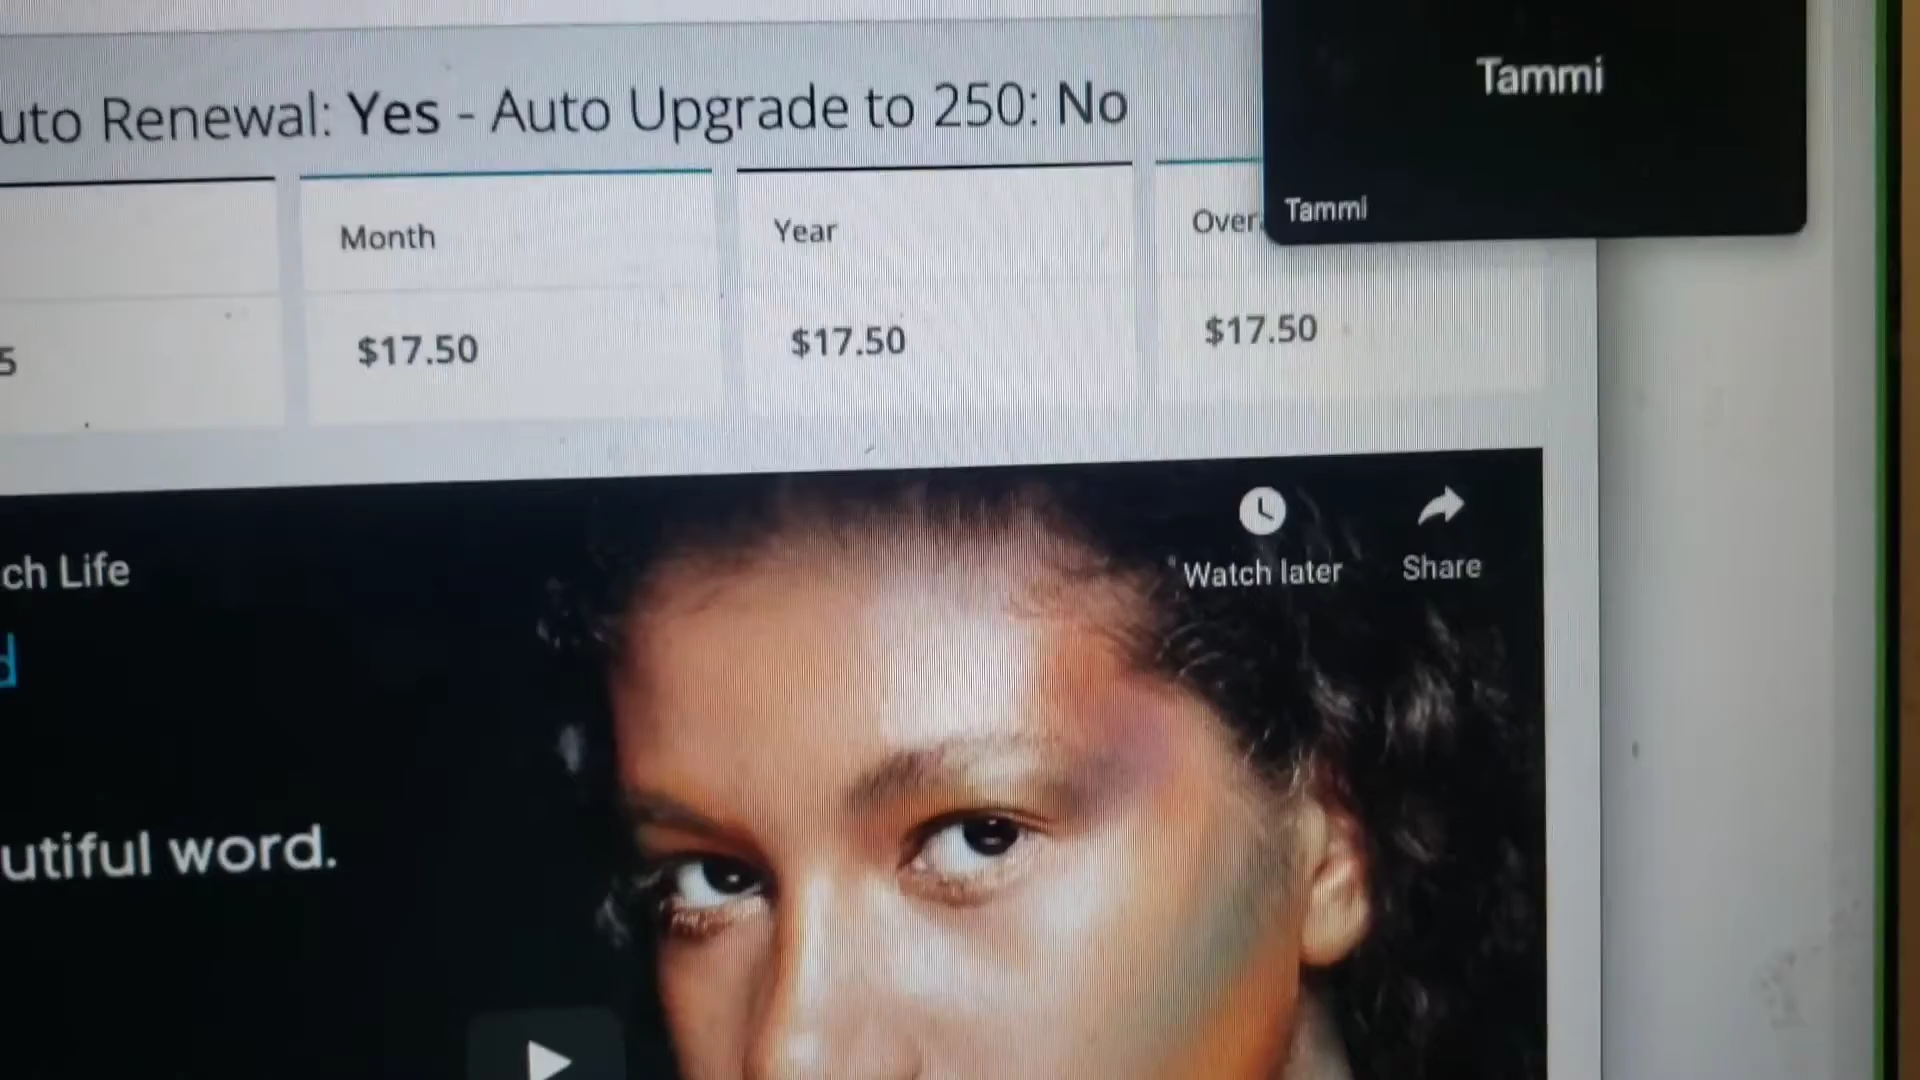 uto Renewal: Yes - Auto Upgrade to 250: No
Tammi
Tammi
Month
Year
Over
5
$17.50
$17.50
$17.50
ch Life
Watch later
Share
d
utiful word.